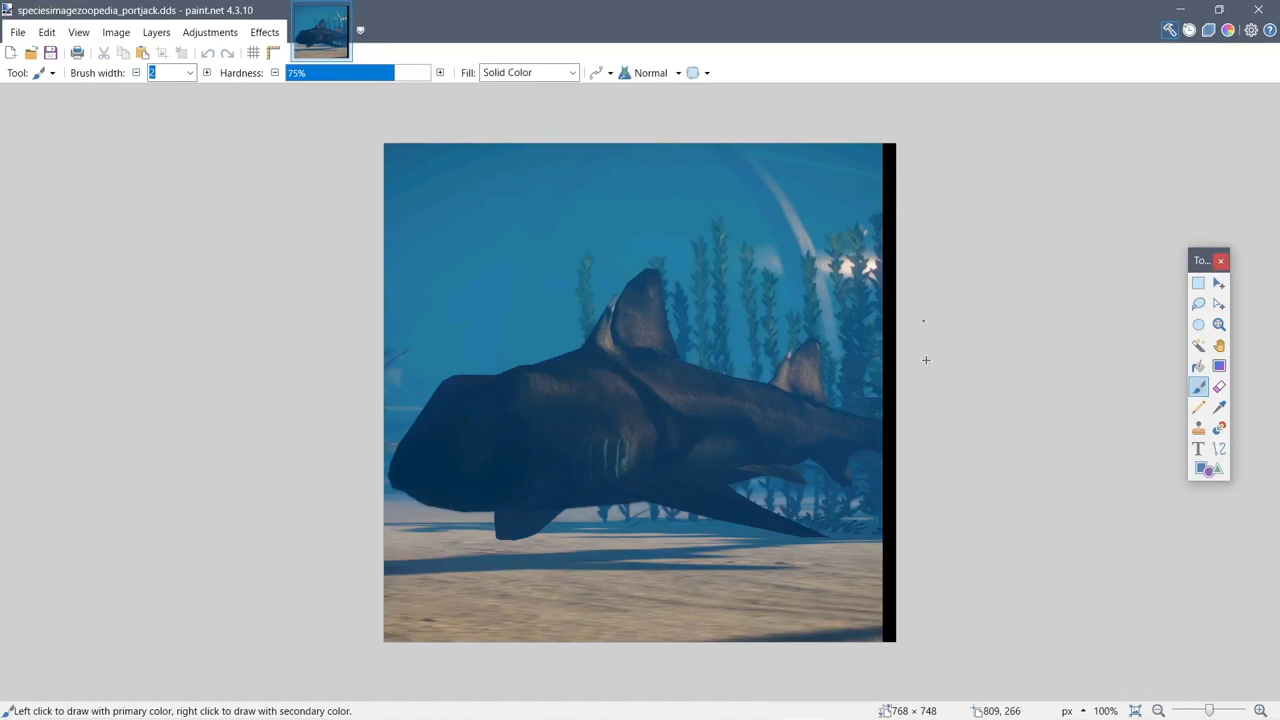 speciesimagezoopedia_portjack.dds - paint.net 4.3.10
File Edit View Image Layers Adjustments Effects
Tool: Brush width: 2 Hardness: 75% Fill: Solid Color Normal
To...
Left click to draw with primary color, right click to draw with secondary color. 768 × 748 809, 266 px 100%